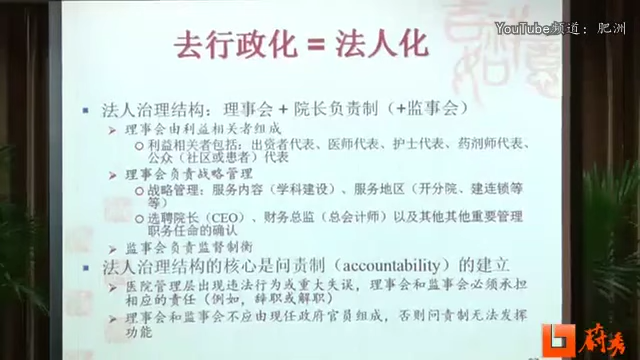 YouTube频道：肥洲
去行政化 = 法人化
法人治理结构：理事会 + 院长负责制（+监事会）
理事会由利益相关者组成
利益相关者包括：出资者代表、医师代表、护士代表、药剂师代表、
公众（社区或患者）代表
理事会负责战略管理
战略管理：服务内容（学科建设）、服务地区（开分院、建连锁等
等）
选聘院长（CEO）、财务总监（总会计师）以及其他其他重要管理
职务任命的确认
监事会负责监督制衡
法人治理结构的核心是问责制（accountability）的建立
医院管理层出现违法行为或重大失误，理事会和监事会必须承担
相应的责任（例如，辞职或解职）
理事会和监事会不应由现任政府官员组成，否则问责制无法发挥
功能